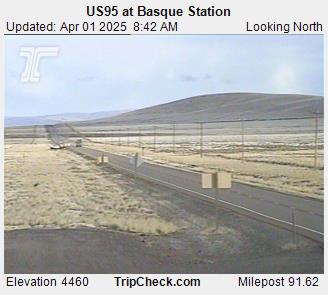 US95 at Basque Station
Updated: Apr 01 2025 8:42 AM Looking North
Elevation 4460 TripCheck.com Milepost 91.62